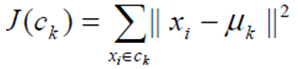 J(c_k) = ∑_{x_i∈c_k} ‖ x_i − μ_k ‖²